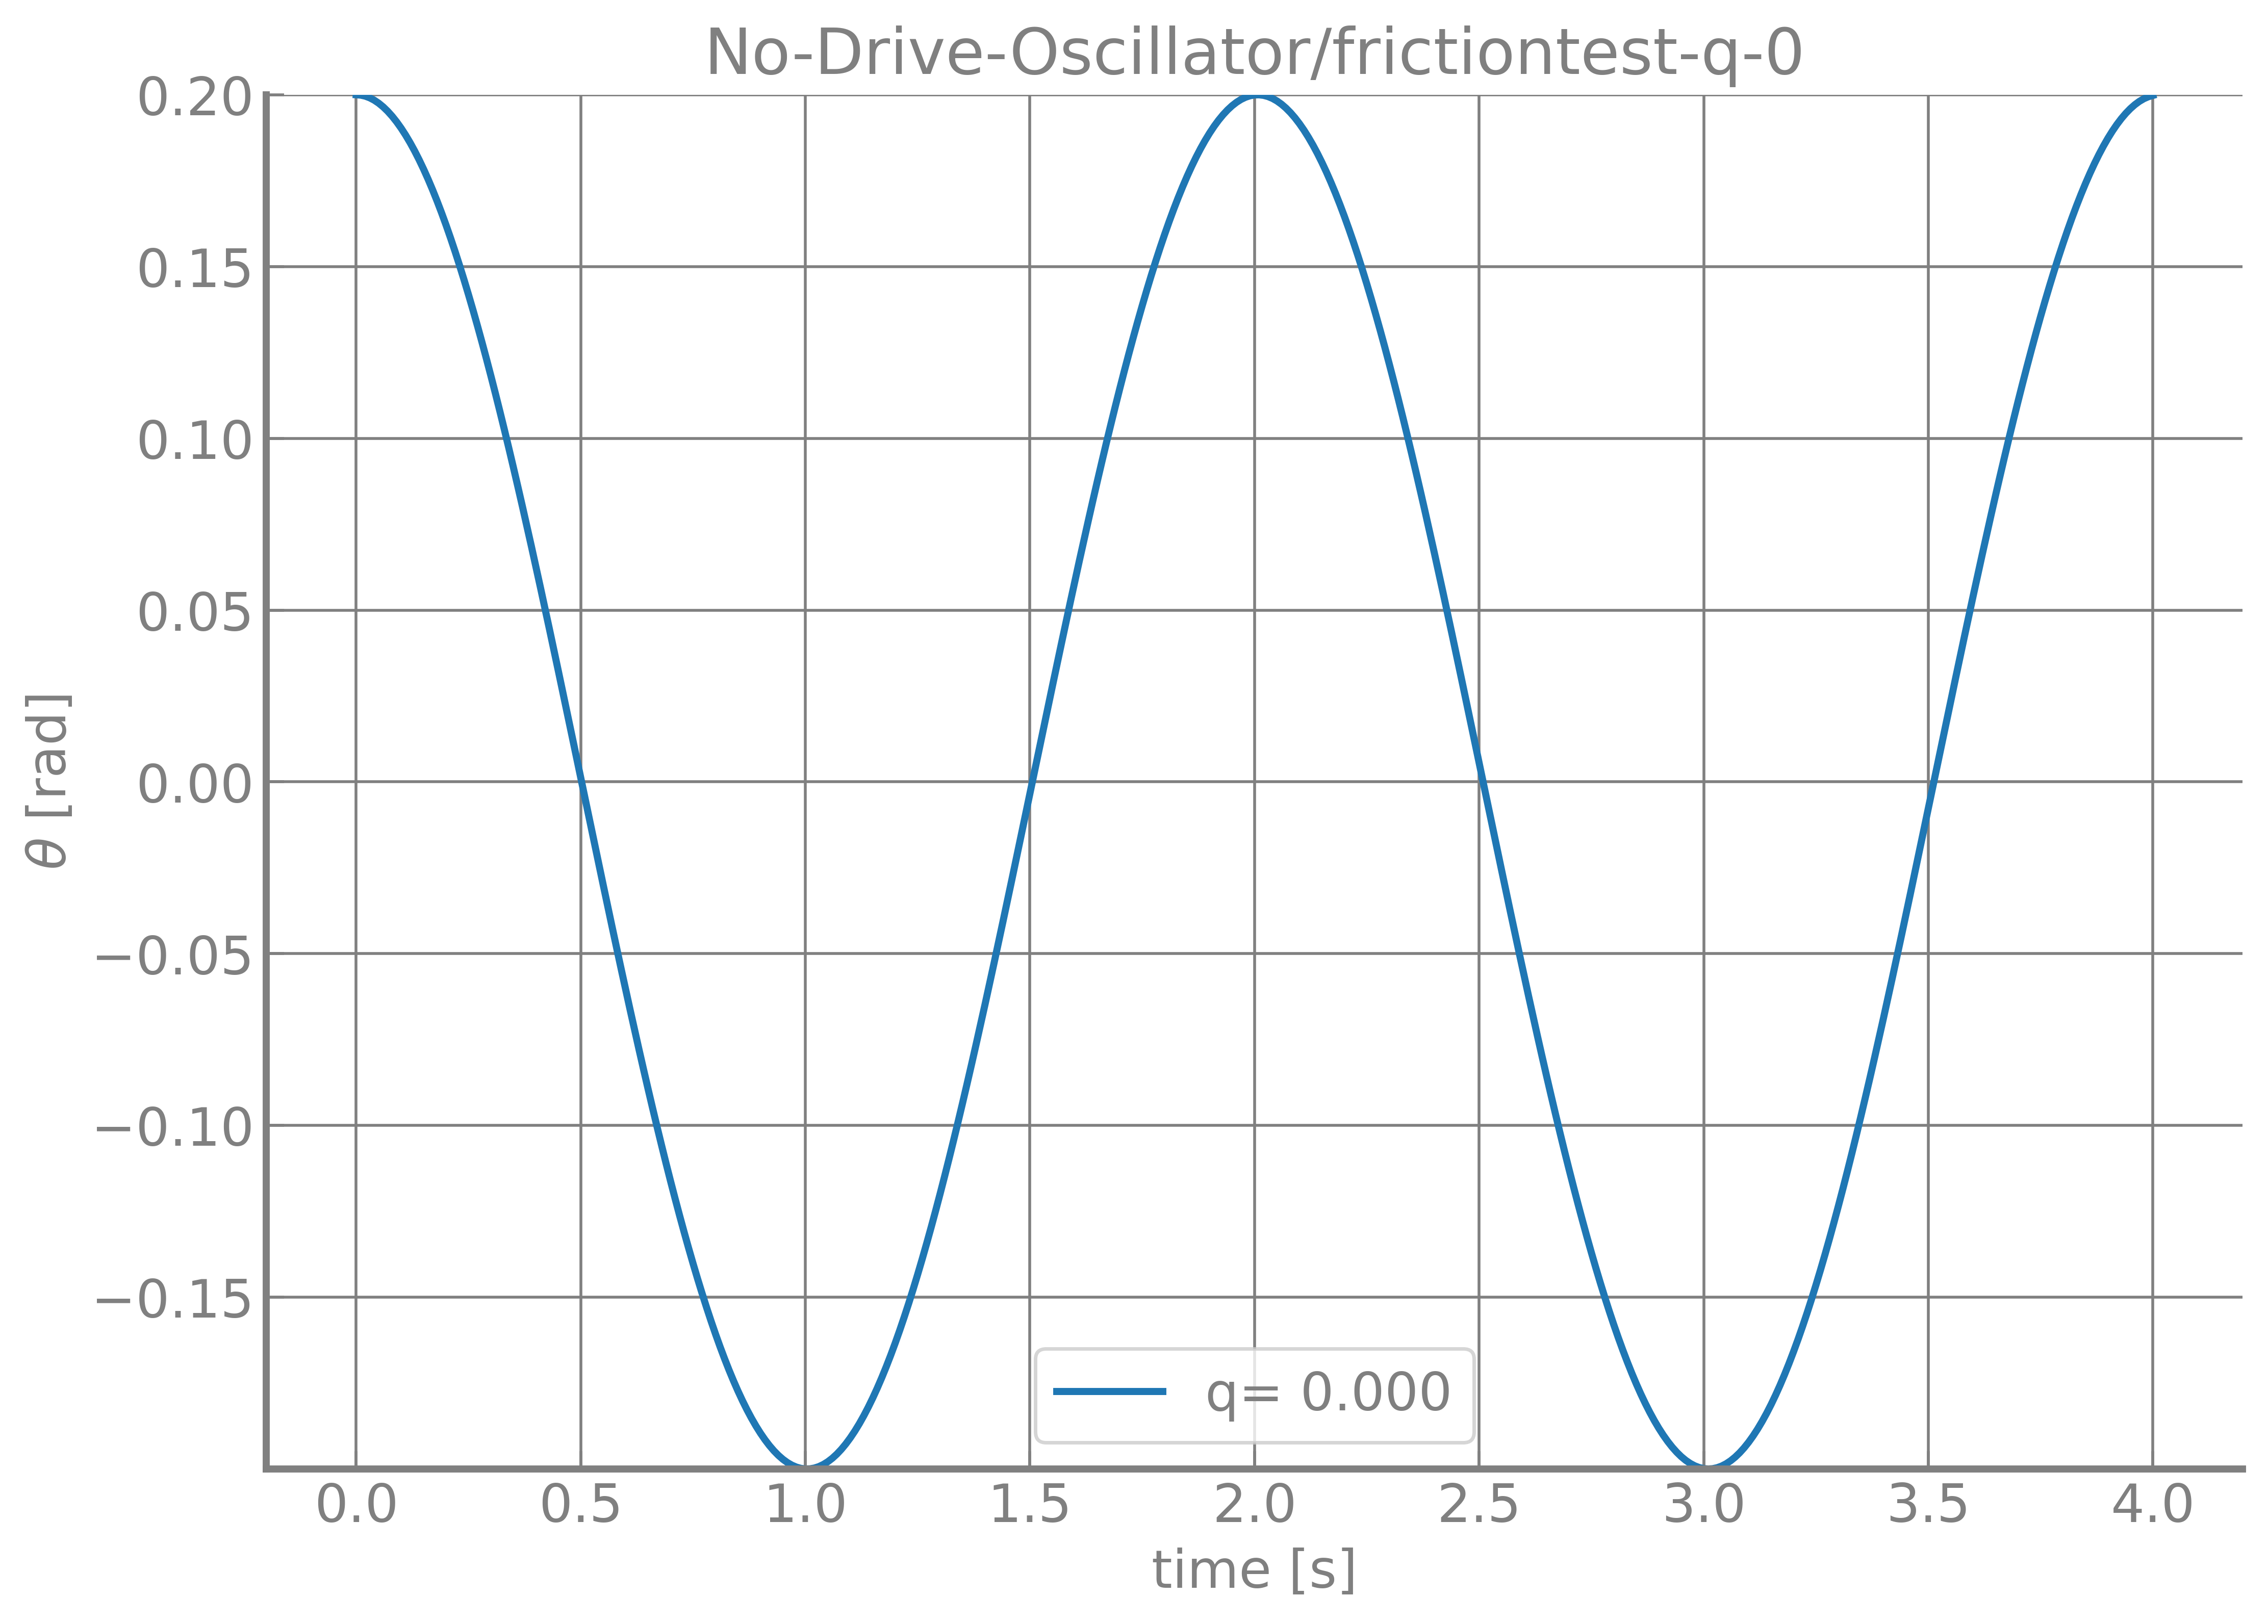 No-Drive-Oscillator/frictiontest-q-0
0.20
0.15
0.10
0.05
0.00
−0.05
−0.10
−0.15
θ [rad]
q= 0.000
0.0 0.5 1.0 1.5 2.0 2.5 3.0 3.5 4.0
time [s]